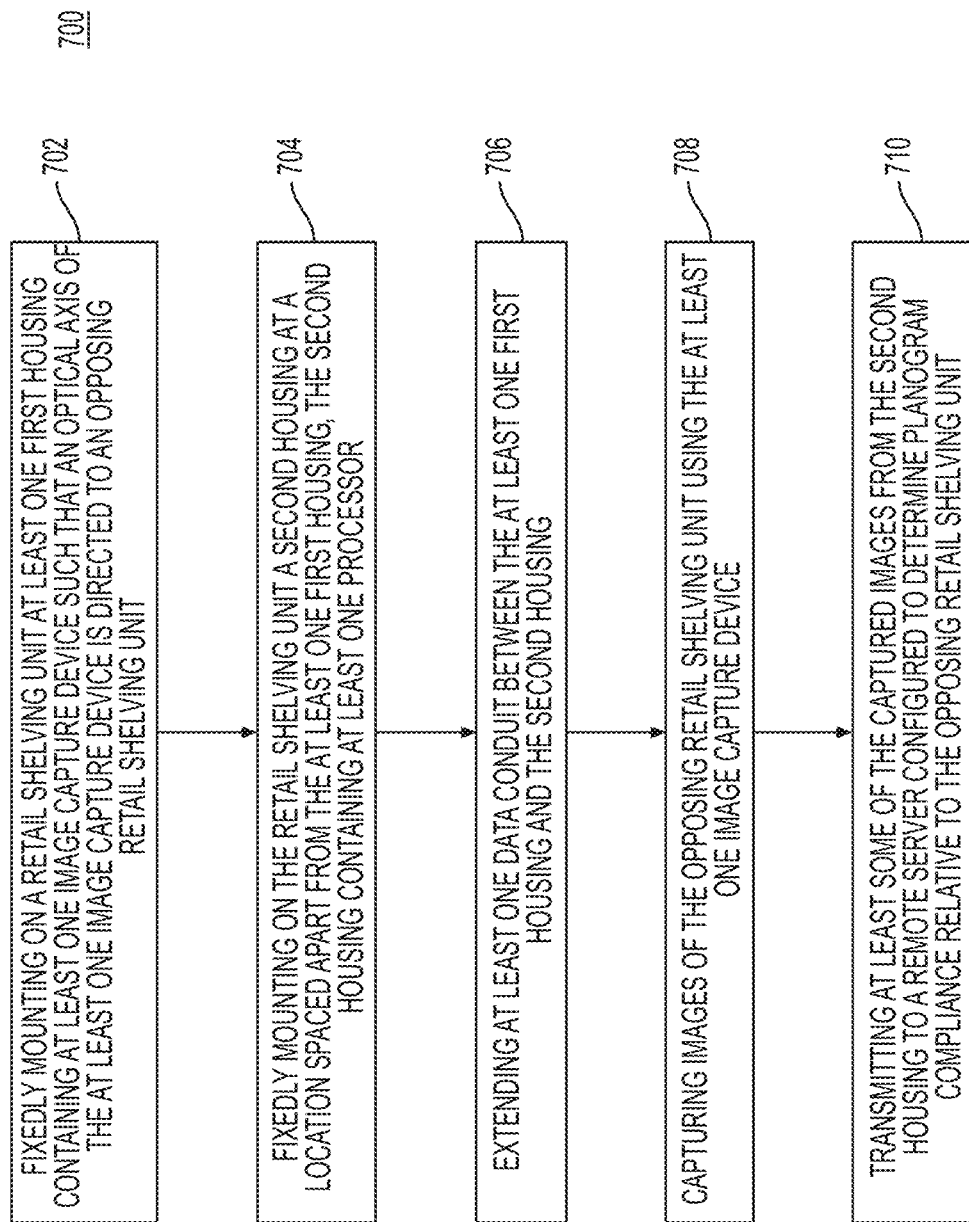 700
FIXEDLY MOUNTING ON A RETAIL SHELVING UNIT AT LEAST ONE FIRST HOUSING
CONTAINING AT LEAST ONE IMAGE CAPTURE DEVICE SUCH THAT AN OPTICAL AXIS OF
THE AT LEAST ONE IMAGE CAPTURE DEVICE IS DIRECTED TO AN OPPOSING
RETAIL SHELVING UNIT
702
FIXEDLY MOUNTING ON THE RETAIL SHELVING UNIT A SECOND HOUSING AT A
LOCATION SPACED APART FROM THE AT LEAST ONE FIRST HOUSING, THE SECOND
HOUSING CONTAINING AT LEAST ONE PROCESSOR
704
EXTENDING AT LEAST ONE DATA CONDUIT BETWEEN THE AT LEAST ONE FIRST
HOUSING AND THE SECOND HOUSING
706
CAPTURING IMAGES OF THE OPPOSING RETAIL SHELVING UNIT USING THE AT LEAST
ONE IMAGE CAPTURE DEVICE
708
TRANSMITTING AT LEAST SOME OF THE CAPTURED IMAGES FROM THE SECOND
HOUSING TO A REMOTE SERVER CONFIGURED TO DETERMINE PLANOGRAM
COMPLIANCE RELATIVE TO THE OPPOSING RETAIL SHELVING UNIT
710